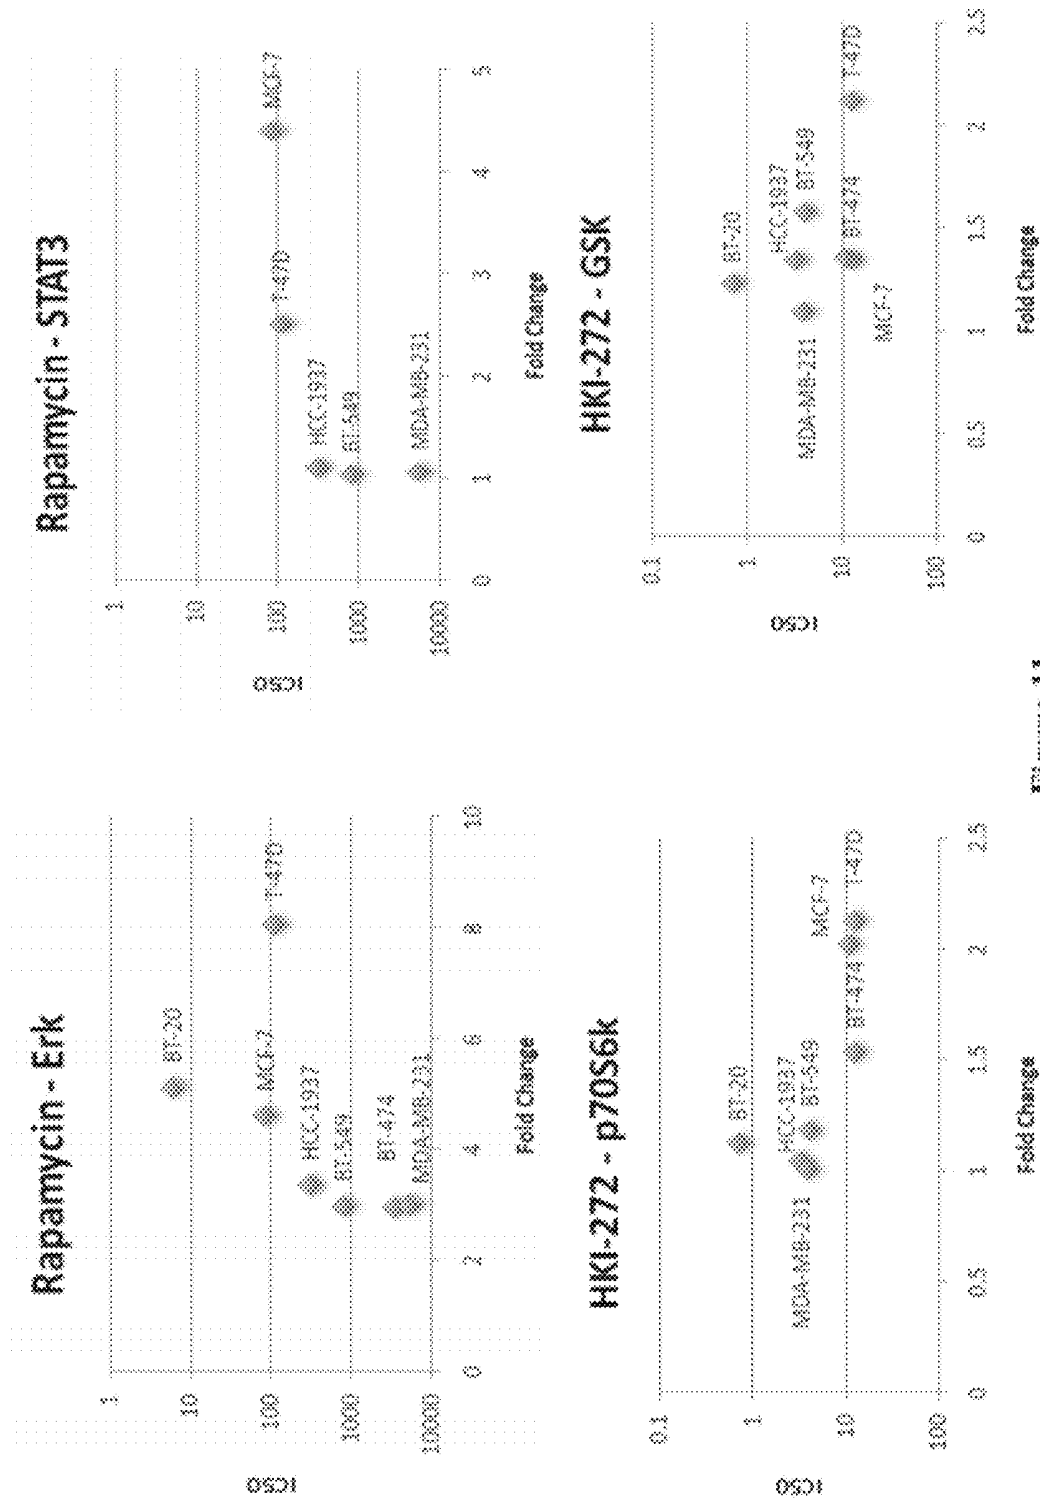 Rapamycin - Erk
1
10
100
1000
10000
IC50
0
2
4
6
8
10
Fold Change
BT-20
MCF-7
T-47D
HCC-1937
BT-549
BT-474
MDA-MB-231
Rapamycin - STAT3
1
10
100
1000
10000
IC50
0
1
2
3
4
5
Fold Change
MCF-7
T-47D
HCC-1937
BT-549
MDA-MB-231
HKI-272 - p70S6k
0.1
1
10
100
IC50
0
0.5
1
1.5
2
2.5
Fold Change
BT-20
HCC-1937
BT-549
MDA-MB-231
BT-474
MCF-7
T-47D
HKI-272 - GSK
0.1
1
10
100
IC50
0
0.5
1
1.5
2
2.5
Fold Change
BT-20
HCC-1937
BT-549
MDA-MB-231
BT-474
MCF-7
T-47D